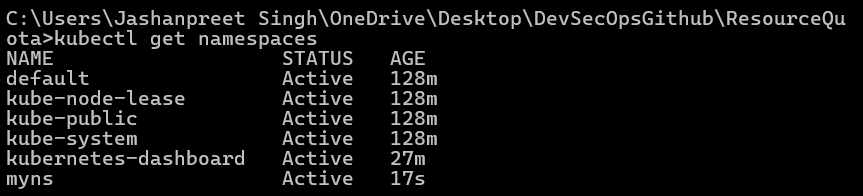 C:\Users\Jashanpreet Singh\OneDrive\Desktop\DevSecOpsGithub\ResourceQu
ota>kubectl get namespaces
NAME                   STATUS   AGE
default                Active   128m
kube-node-lease        Active   128m
kube-public            Active   128m
kube-system            Active   128m
kubernetes-dashboard   Active   27m
myns                   Active   17s